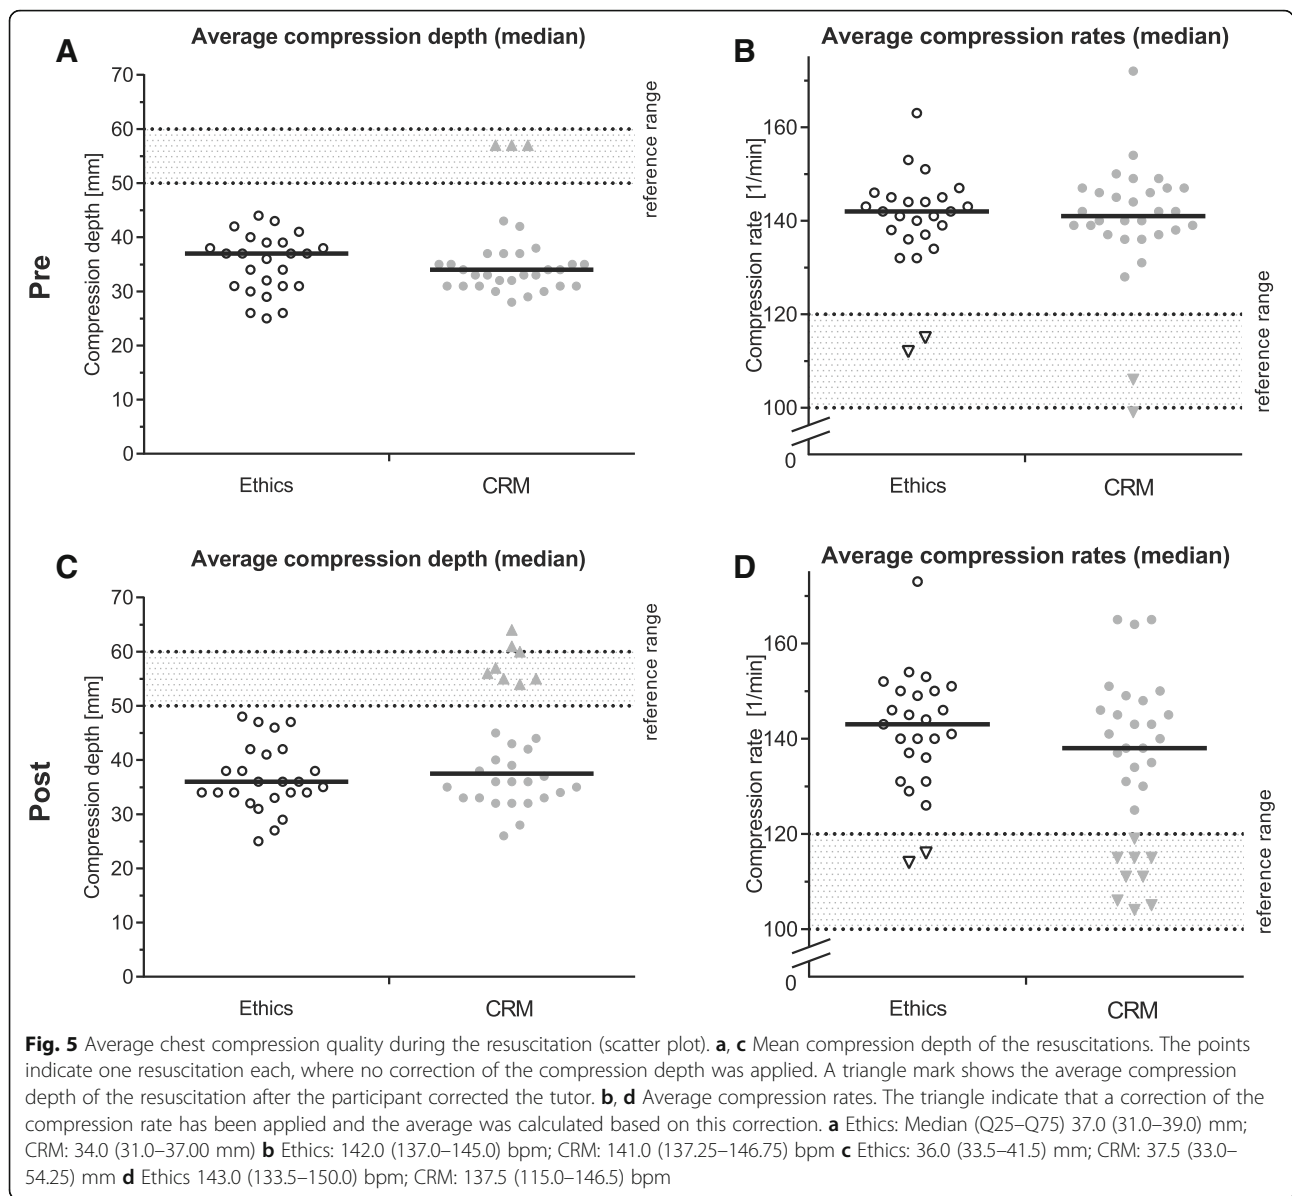 A
Average compression depth (median)
70
60
50
40
30
20
10
0
Compression depth [mm]
reference range
Pre
Ethics
CRM
B
Average compression rates (median)
160
140
120
100
0
Compression rate [1/min]
reference range
Ethics
CRM
C
Average compression depth (median)
70
60
50
40
30
20
10
0
Compression depth [mm]
reference range
Post
Ethics
CRM
D
Average compression rates (median)
160
140
120
100
0
Compression rate [1/min]
reference range
Ethics
CRM
Fig. 5 Average chest compression quality during the resuscitation (scatter plot). a, c Mean compression depth of the resuscitations. The points
indicate one resuscitation each, where no correction of the compression depth was applied. A triangle mark shows the average compression
depth of the resuscitation after the participant corrected the tutor. b, d Average compression rates. The triangle indicate that a correction of the
compression rate has been applied and the average was calculated based on this correction. a Ethics: Median (Q25–Q75) 37.0 (31.0–39.0) mm;
CRM: 34.0 (31.0–37.00 mm) b Ethics: 142.0 (137.0–145.0) bpm; CRM: 141.0 (137.25–146.75) bpm c Ethics: 36.0 (33.5–41.5) mm; CRM: 37.5 (33.0–
54.25) mm d Ethics 143.0 (133.5–150.0) bpm; CRM: 137.5 (115.0–146.5) bpm